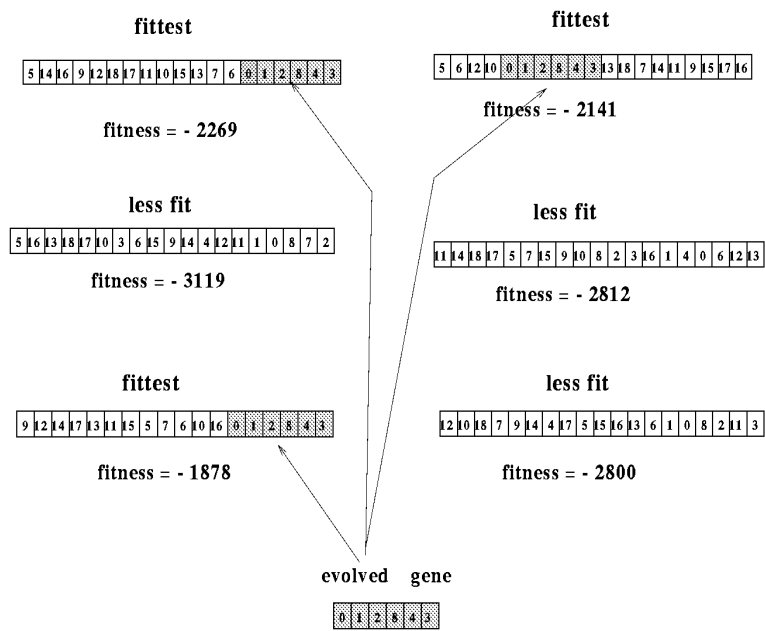 fittest
fittest
5 14 16 9 12 18 17 11 10 15 13 7 6 0 1 2 8 4 3
5 6 12 10 0 1 2 8 4 3 13 18 7 14 11 9 15 17 16
fitness = - 2269
fitness = - 2141
less fit
less fit
5 16 13 18 17 10 3 6 15 9 14 4 12 11 1 0 8 7 2
11 14 18 17 5 7 15 9 10 8 2 3 16 1 4 0 6 12 13
fitness = - 3119
fitness = - 2812
fittest
less fit
9 12 14 17 13 11 15 5 7 6 10 16 0 1 2 8 4 3
12 10 18 7 9 14 4 17 5 15 16 13 6 1 0 8 2 11 3
fitness = - 1878
fitness = - 2800
evolved gene
0 1 2 8 4 3